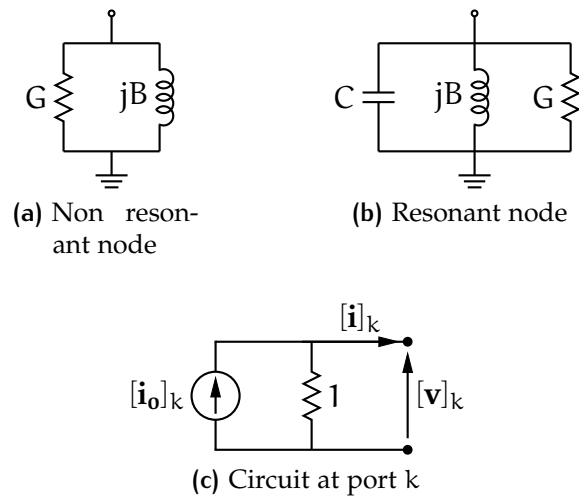 G jB C jB G
(a) Non reson-
ant node
(b) Resonant node
[i]k
[io]k 1 [v]k
(c) Circuit at port k